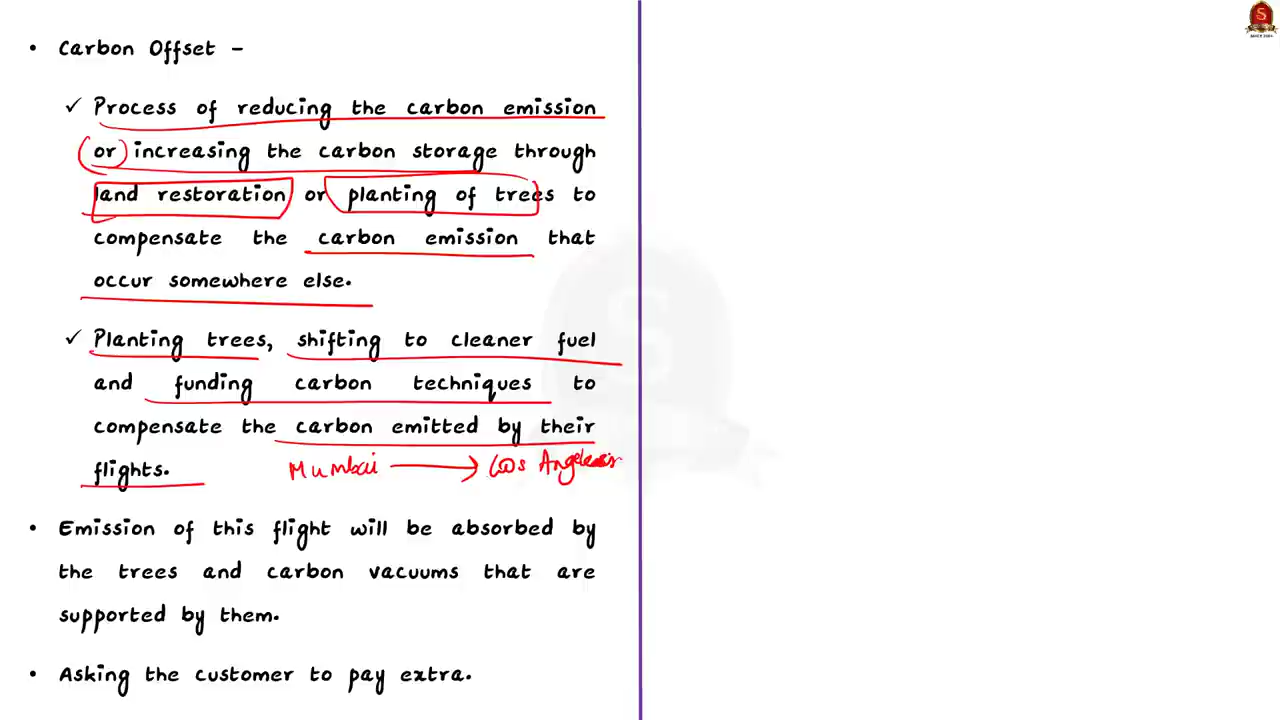 • Carbon Offset –
✓ Process of reducing the carbon emission
(or) increasing the carbon storage through
land restoration or planting of trees to
compensate the carbon emission that
occur somewhere else.
✓ Planting trees, shifting to cleaner fuel
and funding carbon techniques to
compensate the carbon emitted by their
flights.
Mumbai → Los Angeles
• Emission of this flight will be absorbed by
the trees and carbon vacuums that are
supported by them.
• Asking the customer to pay extra.
S
S